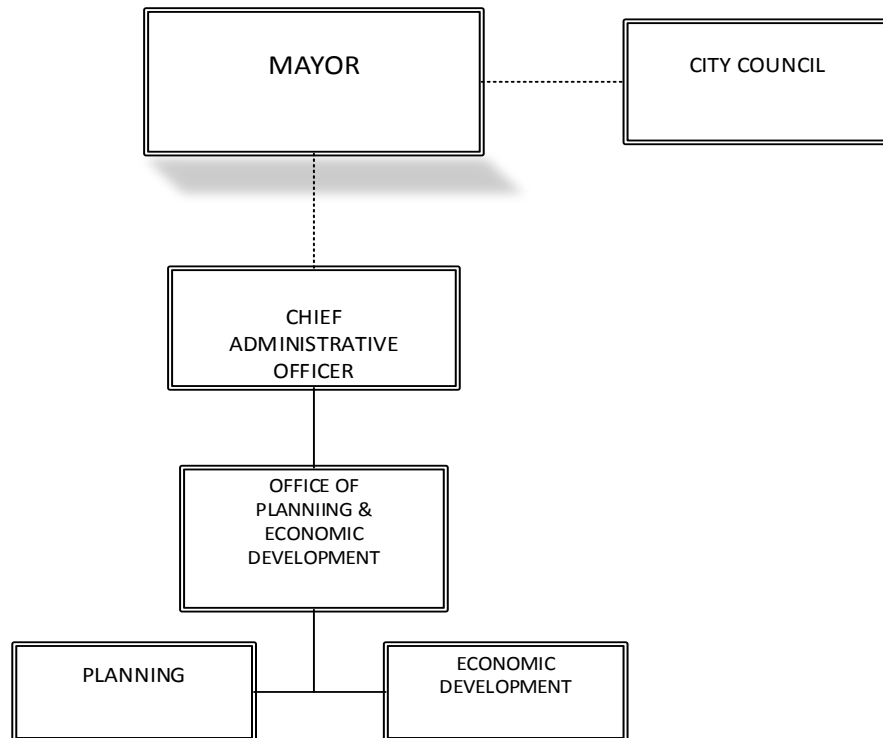 MAYOR
CITY COUNCIL
CHIEF
ADMINISTRATIVE
OFFICER
OFFICE OF
PLANNIING &
ECONOMIC
DEVELOPMENT
PLANNING
ECONOMIC
DEVELOPMENT